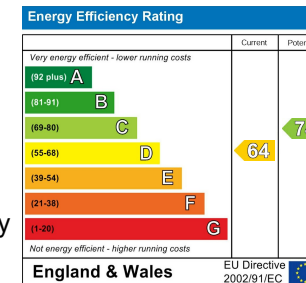 Energy Efficiency Rating
Current
Very energy efficient - lower running costs
(92 plus) A
(81-91) B
(69-80) C
(55-68) D
64
(39-54) E
(21-38) F
(1-20) G
Not energy efficient - higher running costs
England & Wales
EU Directive
2002/91/EC